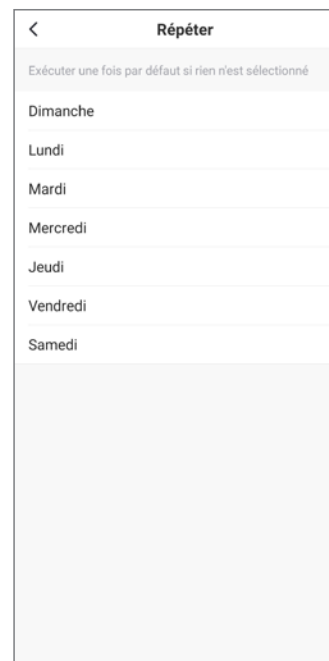 Répéter
Exécuter une fois par défaut si rien n'est sélectionné
Dimanche
Lundi
Mardi
Mercredi
Jeudi
Vendredi
Samedi